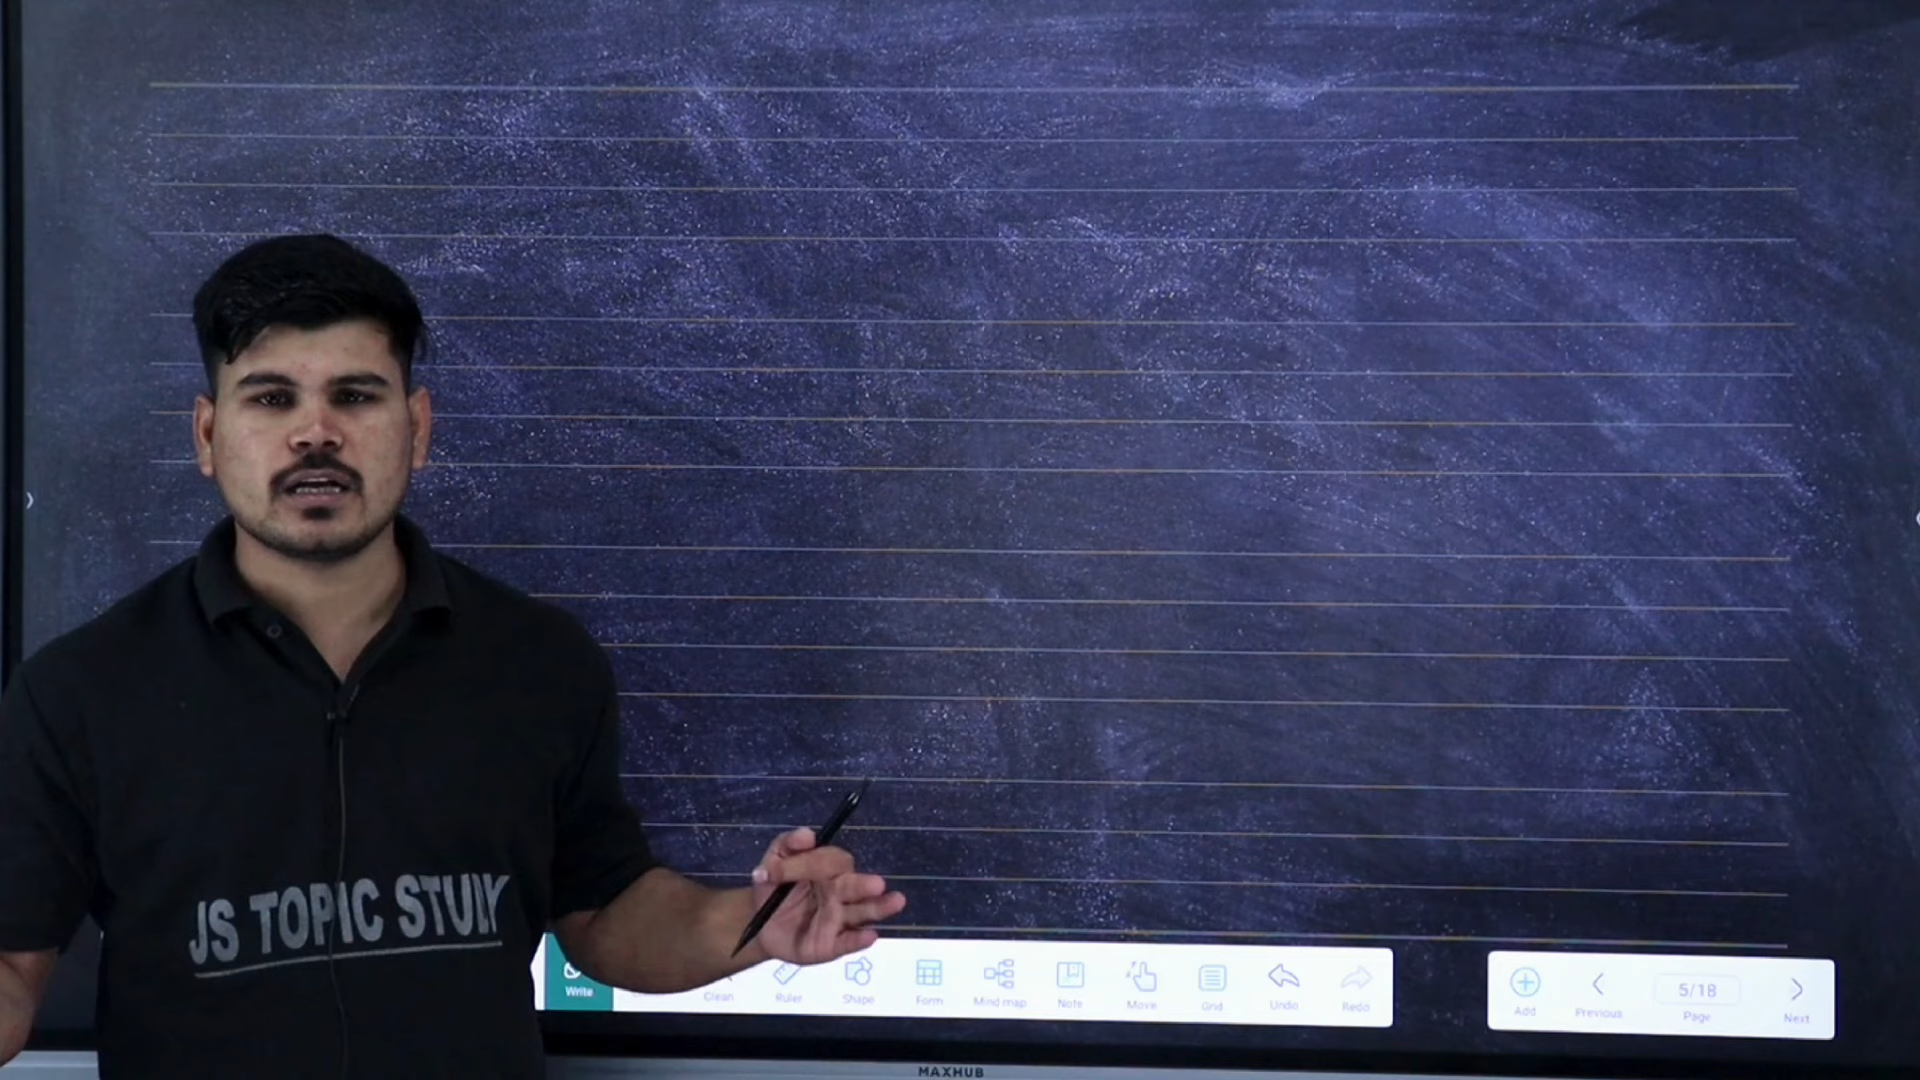 JS TOPIC STUDY
Write
Clean
Ruler
Shape
Form
Mind map
Note
Move
Grid
Undo
Redo
Add
Previous
5/18
Page
Next
MAXHUB